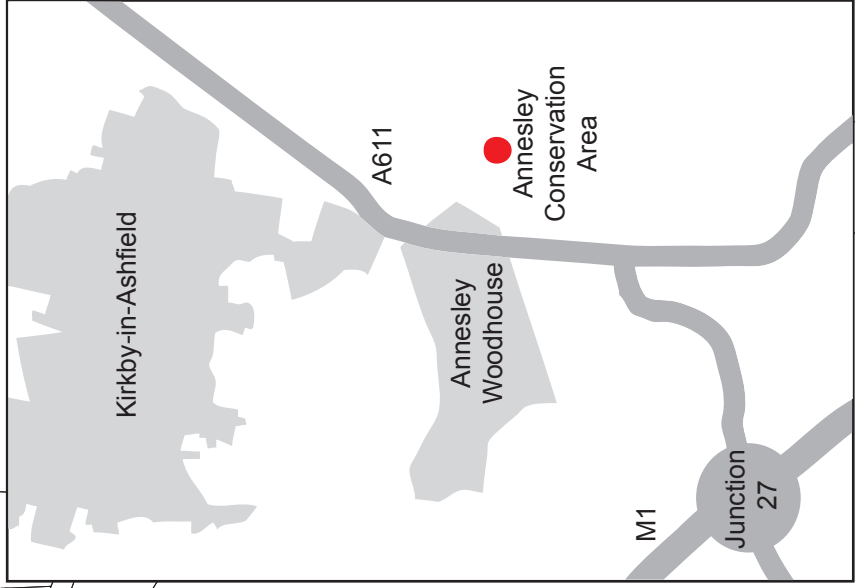 Kirkby-in-Ashfield
A611
Annesley
Conservation
Area
Annesley
Woodhouse
M1
Junction
27